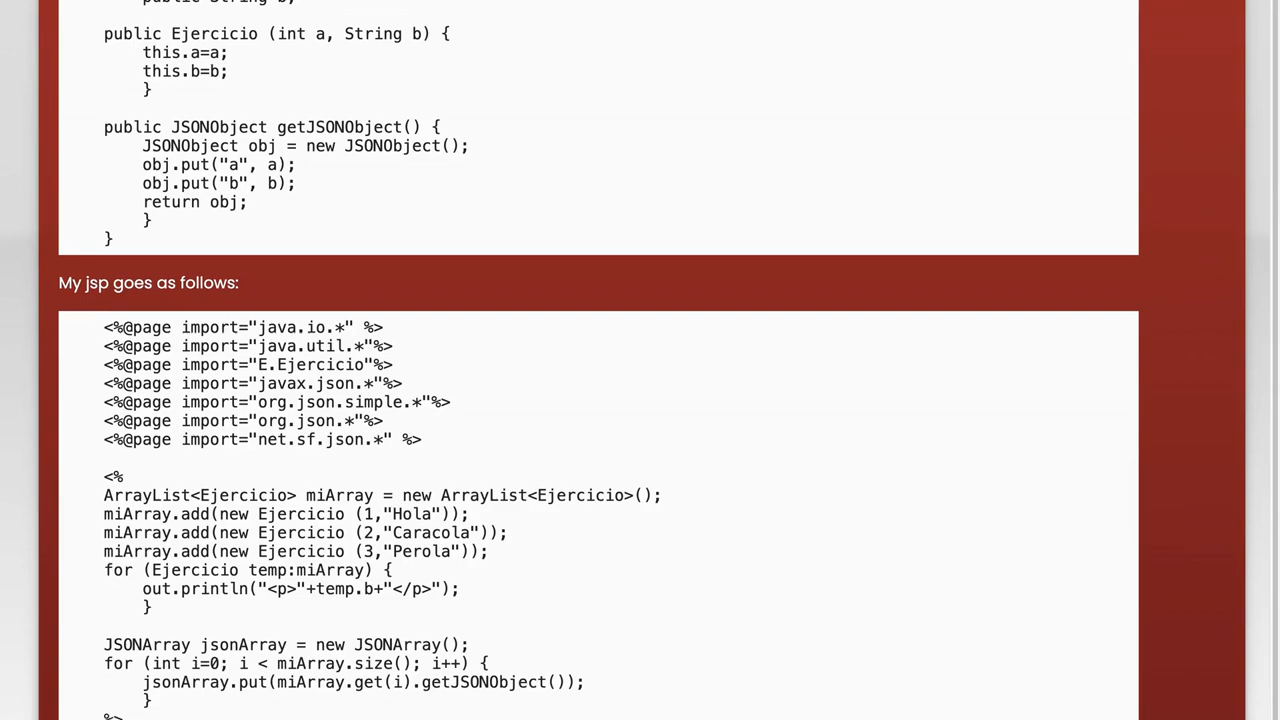 public String b;
public Ejercicio (int a, String b) {
this.a=a;
this.b=b;
}
public JSONObject getJSONObject() {
JSONObject obj = new JSONObject();
obj.put("a", a);
obj.put("b", b);
return obj;
}
}
My jsp goes as follows:
<%@page import="java.io.*" %>
<%@page import="java.util.*"%>
<%@page import="E.Ejercicio"%>
<%@page import="javax.json.*"%>
<%@page import="org.json.simple.*"%>
<%@page import="org.json.*"%>
<%@page import="net.sf.json.*" %>
<%
ArrayList<Ejercicio> miArray = new ArrayList<Ejercicio>();
miArray.add(new Ejercicio (1,"Hola"));
miArray.add(new Ejercicio (2,"Caracola"));
miArray.add(new Ejercicio (3,"Perola"));
for (Ejercicio temp:miArray) {
out.println("<p>"+temp.b+"</p>");
}
JSONArray jsonArray = new JSONArray();
for (int i=0; i < miArray.size(); i++) {
jsonArray.put(miArray.get(i).getJSONObject());
}
%>